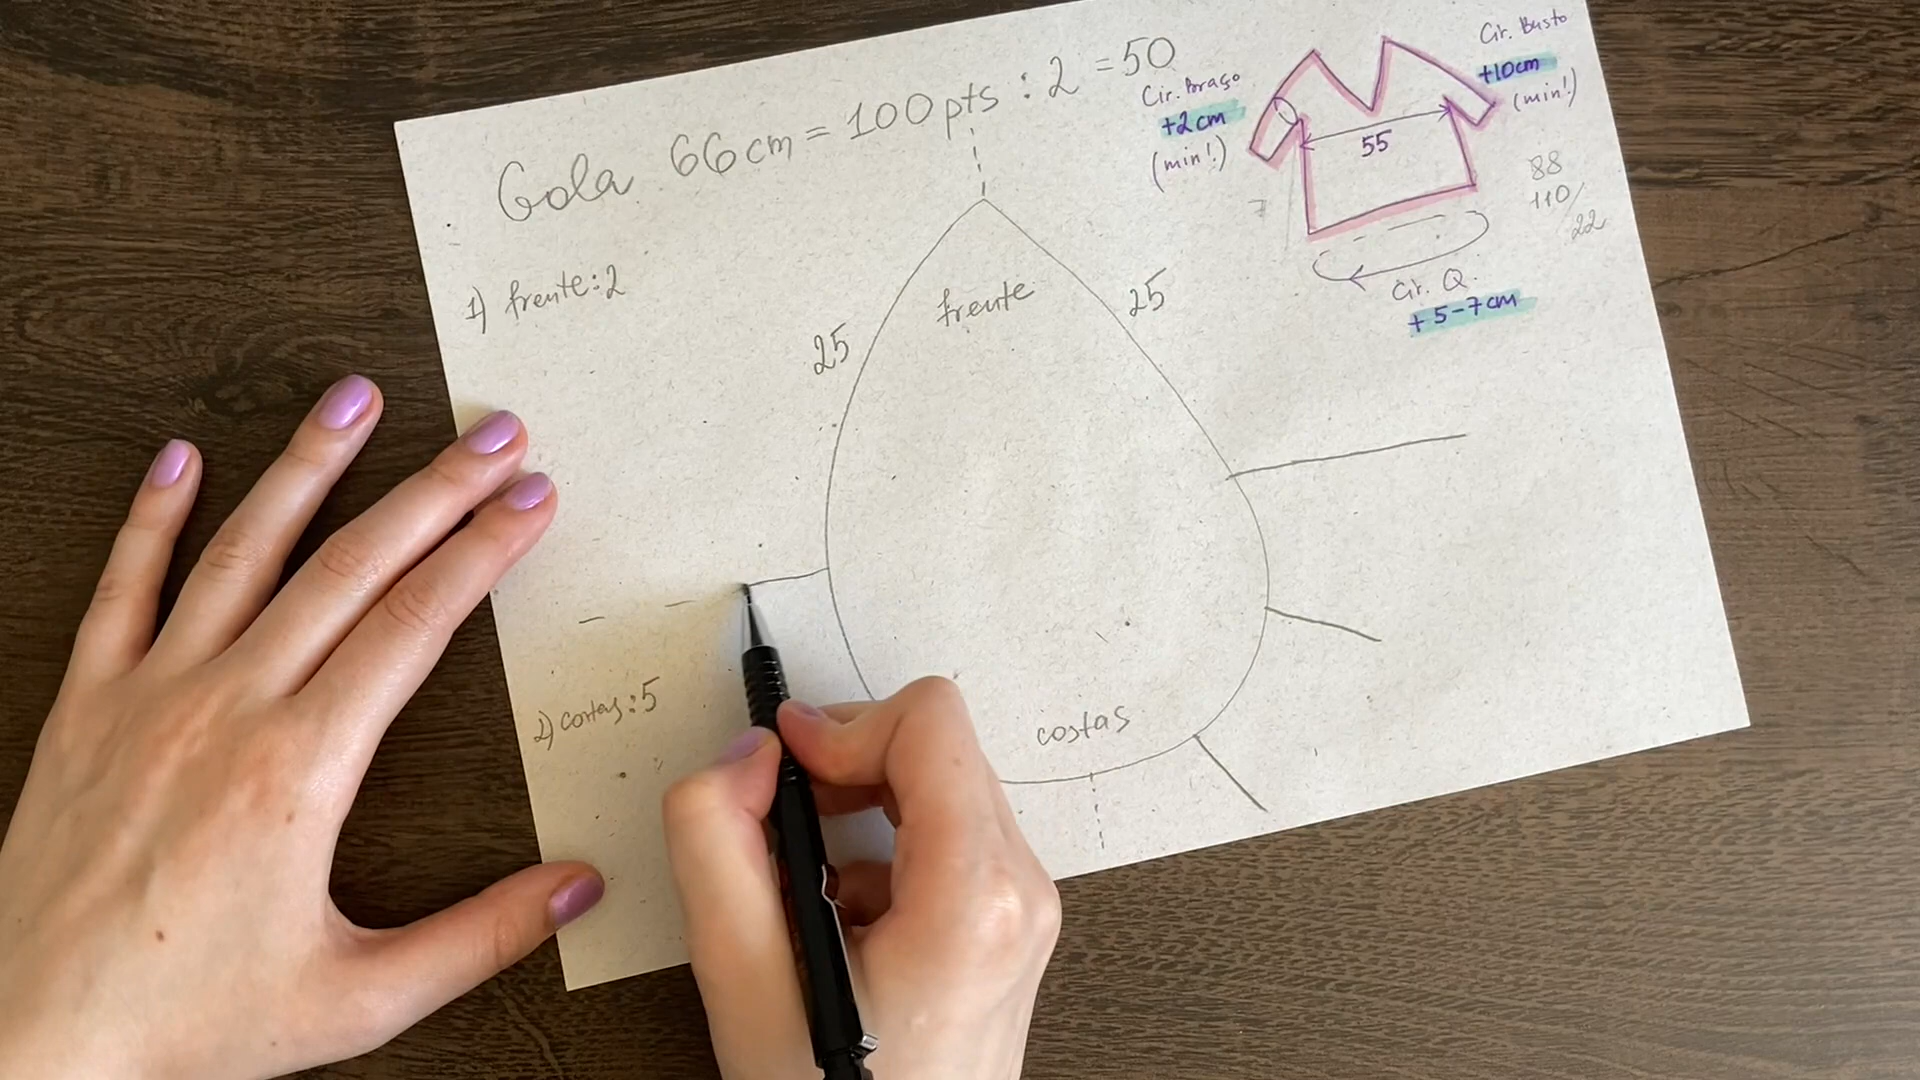 Gola 66cm = 100pts : 2 = 50
Cir. Braço
+2cm
(min!)
Cir. Busto
+10cm
(min!)
55
88
110/
22
7
Cir. Q.
+5-7cm
1) frente:2
frente
25
25
2) costas:5
costas